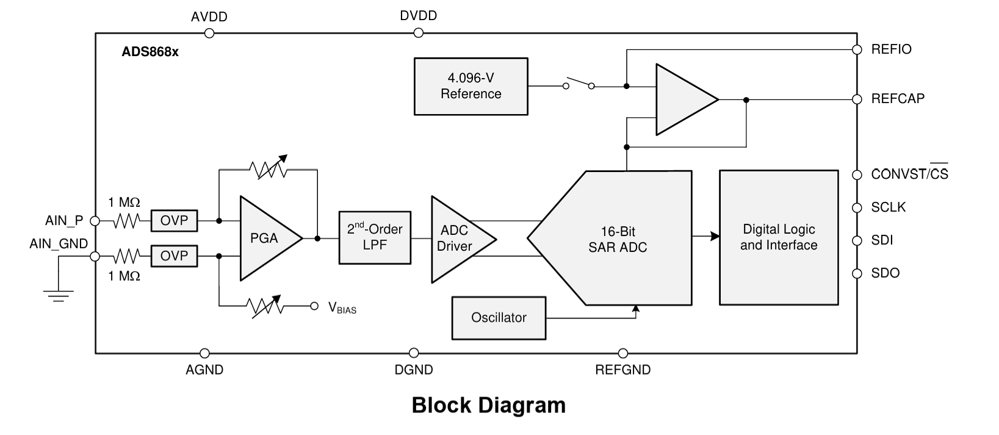 AVDD
DVDD
ADS868x
REFIO
4.096-V
Reference
REFCAP
CONVST/CS
1 MΩ
AIN_P
OVP
SCLK
AIN_GND
PGA
2nd-Order
LPF
ADC
Driver
16-Bit
SAR ADC
Digital Logic
and Interface
SDI
OVP
1 MΩ
SDO
VBIAS
Oscillator
AGND
DGND
REFGND
Block Diagram